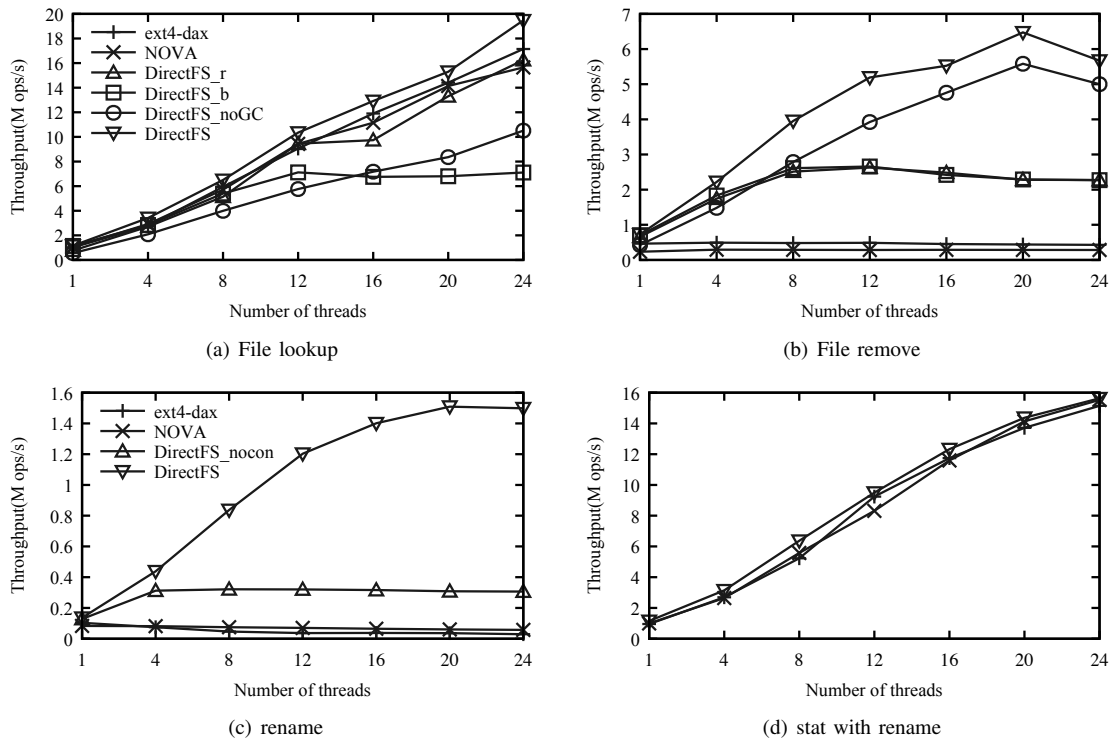 20
18
16
14
12
10
8
6
4
2
0
Throughput(M ops/s)
ext4-dax
NOVA
DirectFS_r
DirectFS_b
DirectFS_noGC
DirectFS
1 4 8 12 16 20 24
Number of threads
(a) File lookup
7
6
5
4
3
2
1
0
Throughput(M ops/s)
1 4 8 12 16 20 24
Number of threads
(b) File remove
1.6
1.4
1.2
1
0.8
0.6
0.4
0.2
0
Throughput(M ops/s)
ext4-dax
NOVA
DirectFS_nocon
DirectFS
1 4 8 12 16 20 24
Number of threads
(c) rename
16
14
12
10
8
6
4
2
0
Throughput(M ops/s)
1 4 8 12 16 20 24
Number of threads
(d) stat with rename